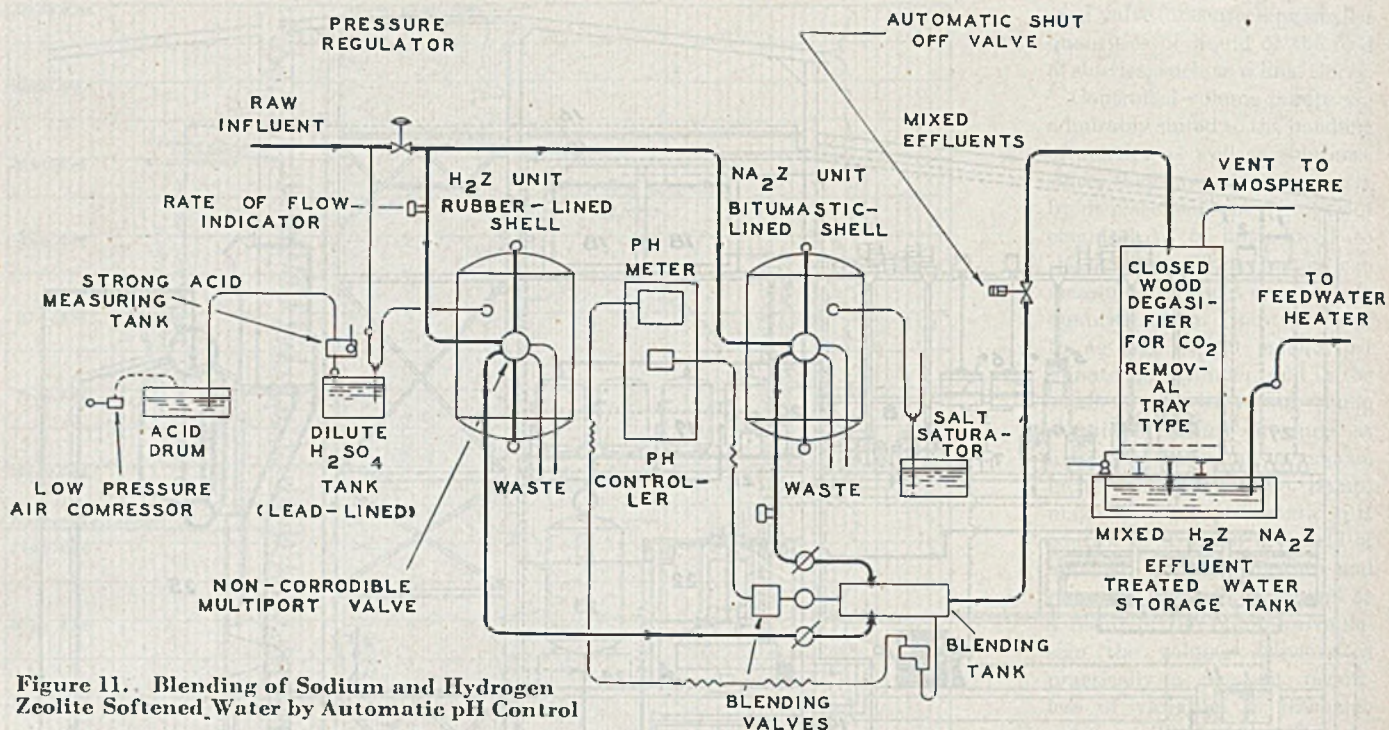 PRESSURE
REGULATOR
AUTOMATIC SHUT
OFF VALVE
RAW
INFLUENT
MIXED
EFFLUENTS
VENT TO
ATMOSPHERE
RATE OF FLOW
INDICATOR
H2Z UNIT
RUBBER-LINED
SHELL
NA2Z UNIT
BITUMASTIC-
LINED SHELL
PH
METER
STRONG ACID
MEASURING
TANK
CLOSED
WOOD
DEGASI-
FIER
FOR CO2
REMOV-
AL
TRAY
TYPE
TO
FEEDWATER
HEATER
ACID
DRUM
DILUTE
H2SO4
TANK
(LEAD-LINED)
WASTE
PH
CONTROL-
LER
WASTE
SALT
SATURA-
TOR
LOW PRESSURE
AIR COMRESSOR
MIXED H2Z NA2Z
EFFLUENT
TREATED WATER
STORAGE TANK
NON-CORRODIBLE
MULTIPORT VALVE
BLENDING
TANK
BLENDING
VALVES
Figure 11. Blending of Sodium and Hydrogen
Zeolite Softened Water by Automatic pH Control